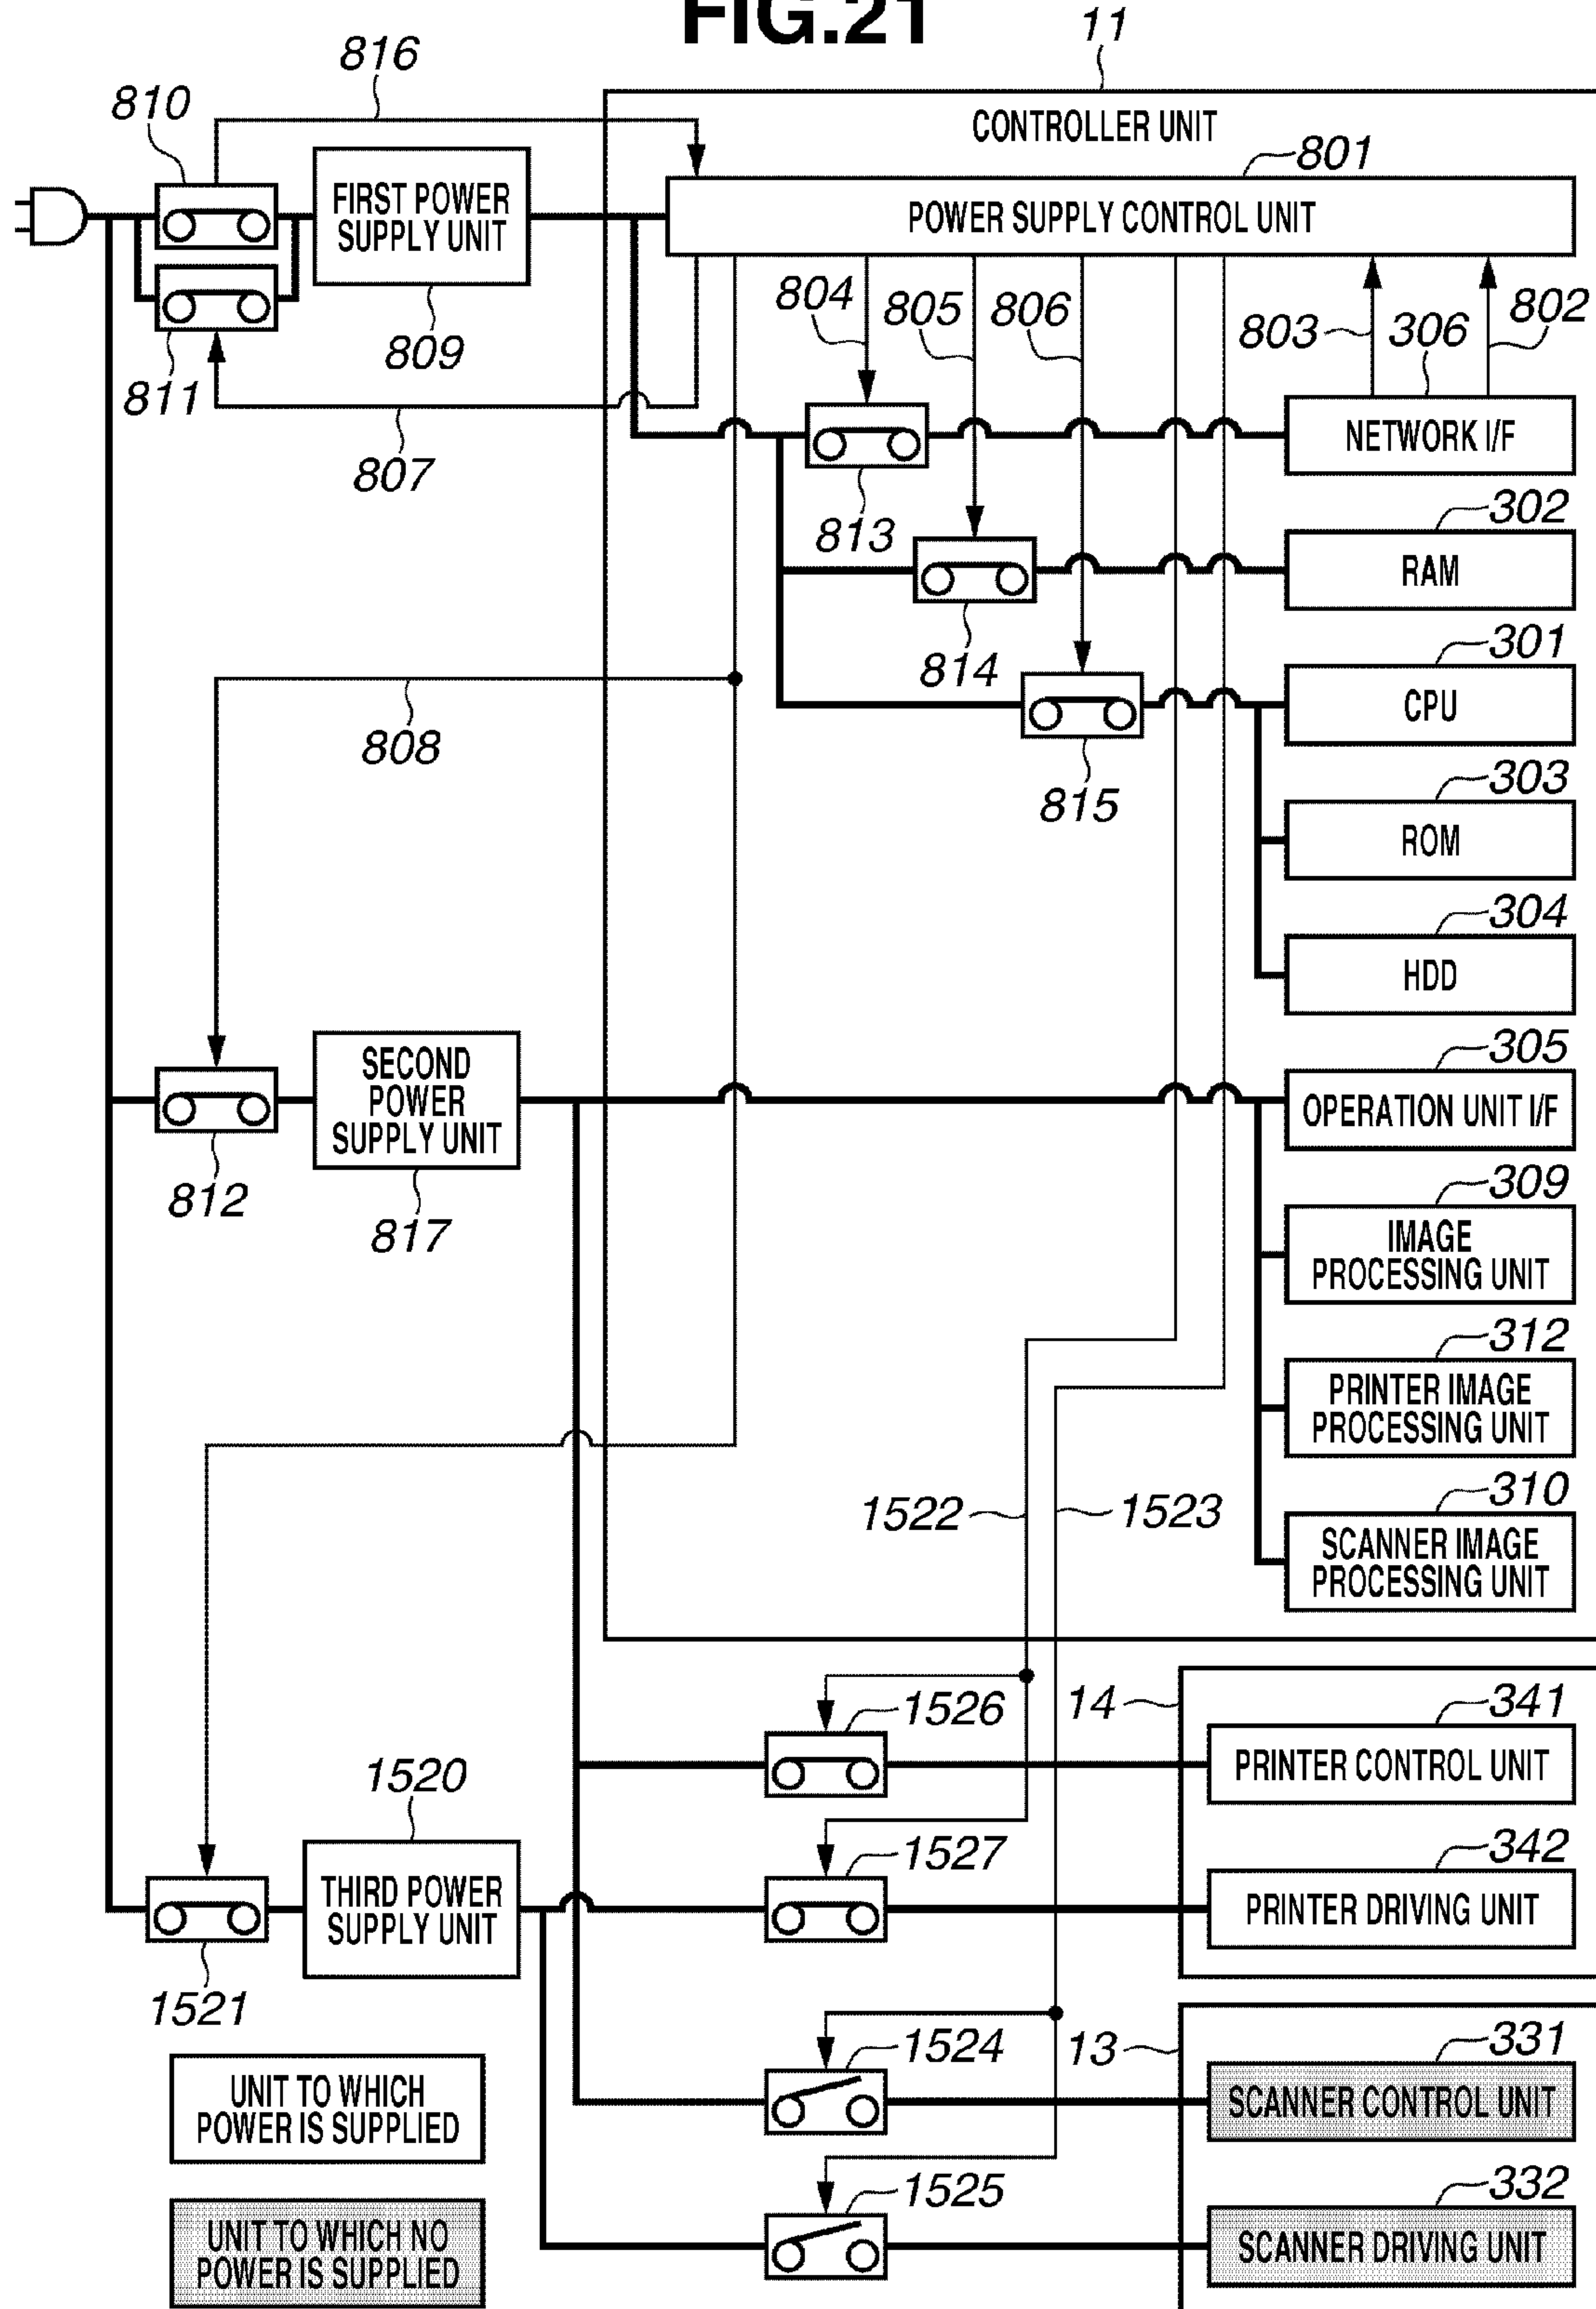 FIG.21
11
816
810
CONTROLLER UNIT
801
FIRST POWER
SUPPLY UNIT
POWER SUPPLY CONTROL UNIT
804
805
806
803
306
802
809
811
807
NETWORK I/F
813
302
RAM
814
301
CPU
808
815
303
ROM
304
HDD
305
SECOND
POWER
SUPPLY UNIT
OPERATION UNIT I/F
812
817
309
IMAGE
PROCESSING UNIT
312
PRINTER IMAGE
PROCESSING UNIT
1522
1523
310
SCANNER IMAGE
PROCESSING UNIT
1526
14
341
PRINTER CONTROL UNIT
1520
1527
342
THIRD POWER
SUPPLY UNIT
PRINTER DRIVING UNIT
1521
1524
13
331
UNIT TO WHICH
POWER IS SUPPLIED
SCANNER CONTROL UNIT
1525
332
UNIT TO WHICH NO
POWER IS SUPPLIED
SCANNER DRIVING UNIT